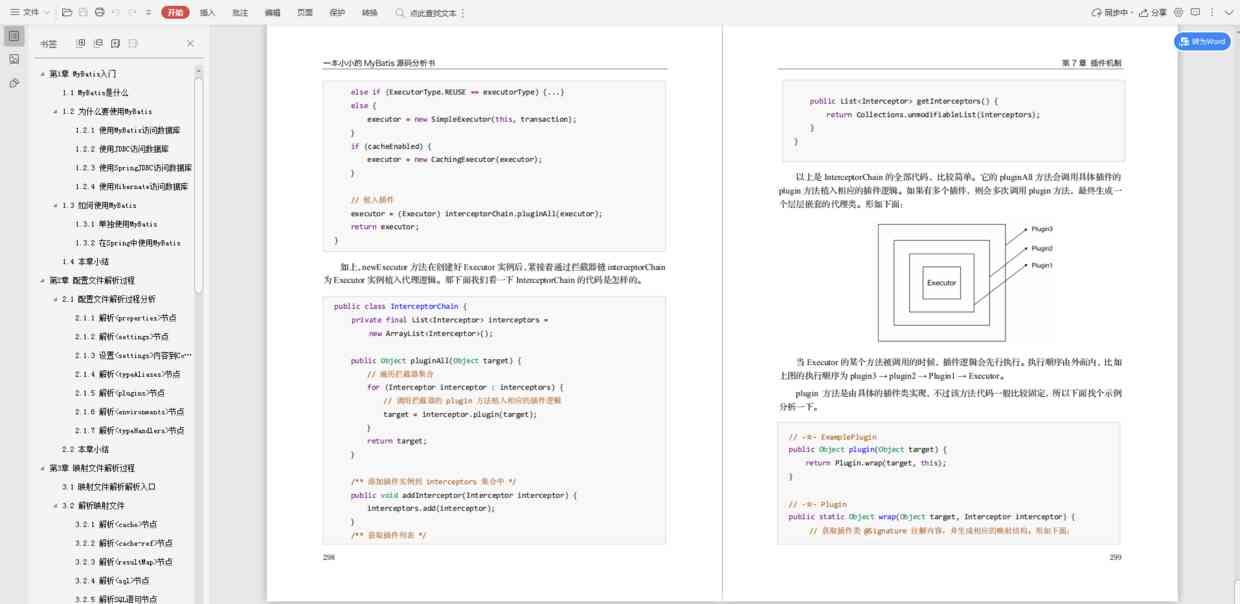 文件
开始
插入
批注
编辑
页面
保护
转换
点此查找文本
同步中
分享
书签
转为Word
第1章 MyBatis入门
1.1 MyBatis是什么
1.2 为什么要使用MyBatis
1.2.1 使用MyBatis访问数据库
1.2.2 使用JDBC访问数据库
1.2.3 使用SpringJDBC访问数据库
1.2.4 使用Hibernate访问数据库
1.3 如何使用MyBatis
1.3.1 单独使用MyBatis
1.3.2 在Spring中使用MyBatis
1.4 本章小结
第2章 配置文件解析过程
2.1 配置文件解析过程分析
2.1.1 解析<properties>节点
2.1.2 解析<settings>节点
2.1.3 设置<settings>内容到Co…
2.1.4 解析<typeAliases>节点
2.1.5 解析<plugins>节点
2.1.6 解析<environments>节点
2.1.7 解析<typeHandlers>节点
2.2 本章小结
第3章 映射文件解析过程
3.1 映射文件解析解析入口
3.2 解析映射文件
3.2.1 解析<cache>节点
3.2.2 解析<cache-ref>节点
3.2.3 解析<resultMap>节点
3.2.4 解析<sql>节点
3.2.5 解析SQL语句节点
一本小小的 MyBatis 源码分析书
else if (ExecutorType.REUSE == executorType) {...}
else {
executor = new SimpleExecutor(this, transaction);
}
if (cacheEnabled) {
executor = new CachingExecutor(executor);
}
// 植入插件
executor = (Executor) interceptorChain.pluginAll(executor);
return executor;
}
如上，newExecutor 方法在创建好 Executor 实例后，紧接着通过拦截器链 interceptorChain
为 Executor 实例植入代理逻辑。那下面我们看一下 InterceptorChain 的代码是怎样的。
public class InterceptorChain {
private final List<Interceptor> interceptors =
new ArrayList<Interceptor>();
public Object pluginAll(Object target) {
// 遍历拦截器集合
for (Interceptor interceptor : interceptors) {
// 调用拦截器的 plugin 方法植入相应的插件逻辑
target = interceptor.plugin(target);
}
return target;
}
/** 添加插件实例到 interceptors 集合中 */
public void addInterceptor(Interceptor interceptor) {
interceptors.add(interceptor);
}
/** 获取插件列表 */
298
第 7 章 插件机制
public List<Interceptor> getInterceptors() {
return Collections.unmodifiableList(interceptors);
}
}
以上是 InterceptorChain 的全部代码，比较简单。它的 pluginAll 方法会调用具体插件的
plugin 方法植入相应的插件逻辑。如果有多个插件，则会多次调用 plugin 方法，最终生成一
个层层嵌套的代理类。形如下面：
Plugin3
Plugin2
Plugin1
Executor
当 Executor 的某个方法被调用的时候，插件逻辑会先行执行。执行顺序由外而内，比如
上图的执行顺序为 plugin3 → plugin2 → Plugin1 → Executor。
plugin 方法是由具体的插件类实现，不过该方法代码一般比较固定，所以下面找个示例
分析一下。
// -☆- ExamplePlugin
public Object plugin(Object target) {
return Plugin.wrap(target, this);
}
// -☆- Plugin
public static Object wrap(Object target, Interceptor interceptor) {
// 获取插件类 @Signature 注解内容，并生成相应的映射结构。形如下面：
299